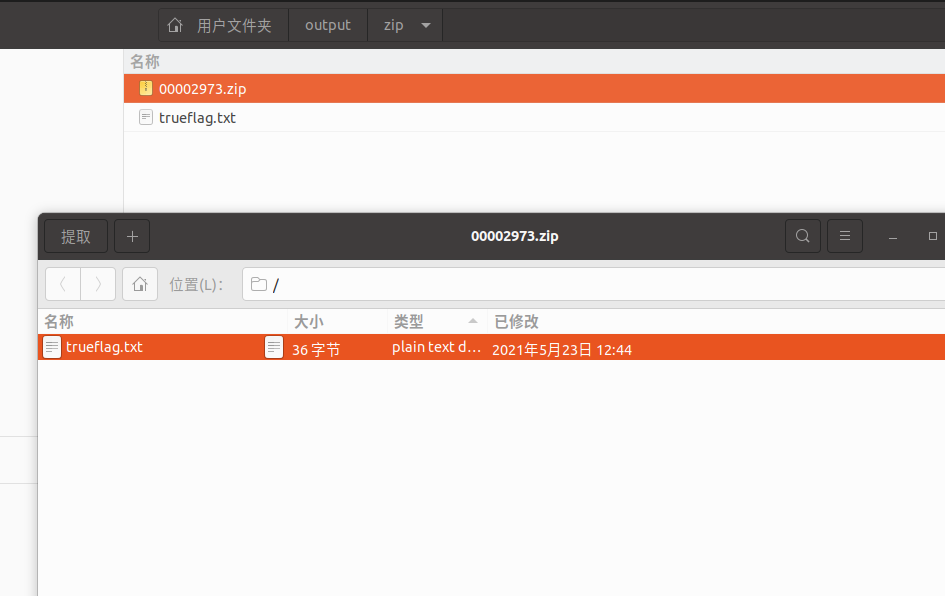 用户文件夹 output zip
名称
00002973.zip
trueflag.txt
提取 + 00002973.zip
位置(L): /
名称 大小 类型 已修改
trueflag.txt 36 字节 plain text d… 2021年5月23日 12:44